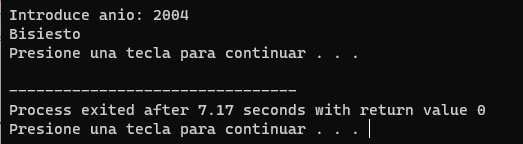 Introduce anio: 2004
Bisiesto
Presione una tecla para continuar . . .
--------------------------------
Process exited after 7.17 seconds with return value 0
Presione una tecla para continuar . . .